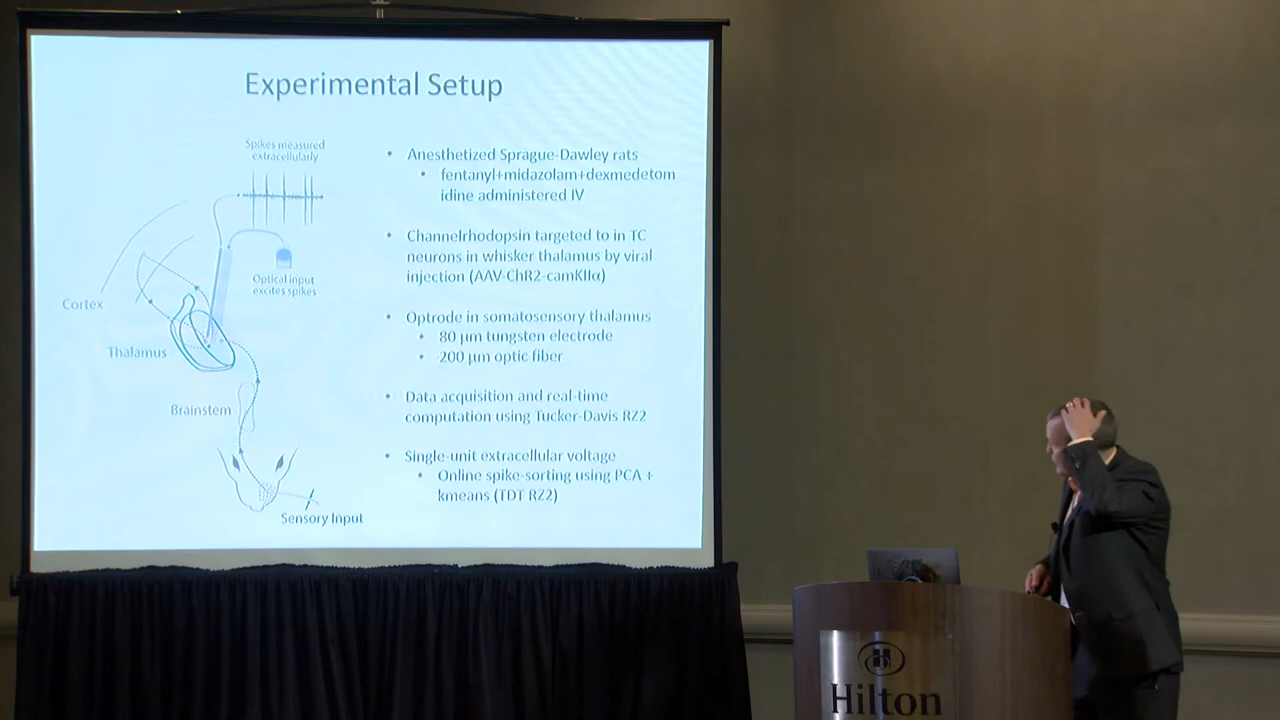 Experimental Setup
Spikes measured
extracellularly
Optical input
excites spikes
Cortex
Thalamus
Brainstem
Sensory Input
• Anesthetized Sprague-Dawley rats
• fentanyl+midazolam+dexmedetom
idine administered IV
• Channelrhodopsin targeted to in TC
neurons in whisker thalamus by viral
injection (AAV-ChR2-camKIIα)
• Optrode in somatosensory thalamus
• 80 µm tungsten electrode
• 200 µm optic fiber
• Data acquisition and real-time
computation using Tucker-Davis RZ2
• Single-unit extracellular voltage
• Online spike-sorting using PCA +
kmeans (TDT RZ2)
H
Hilton